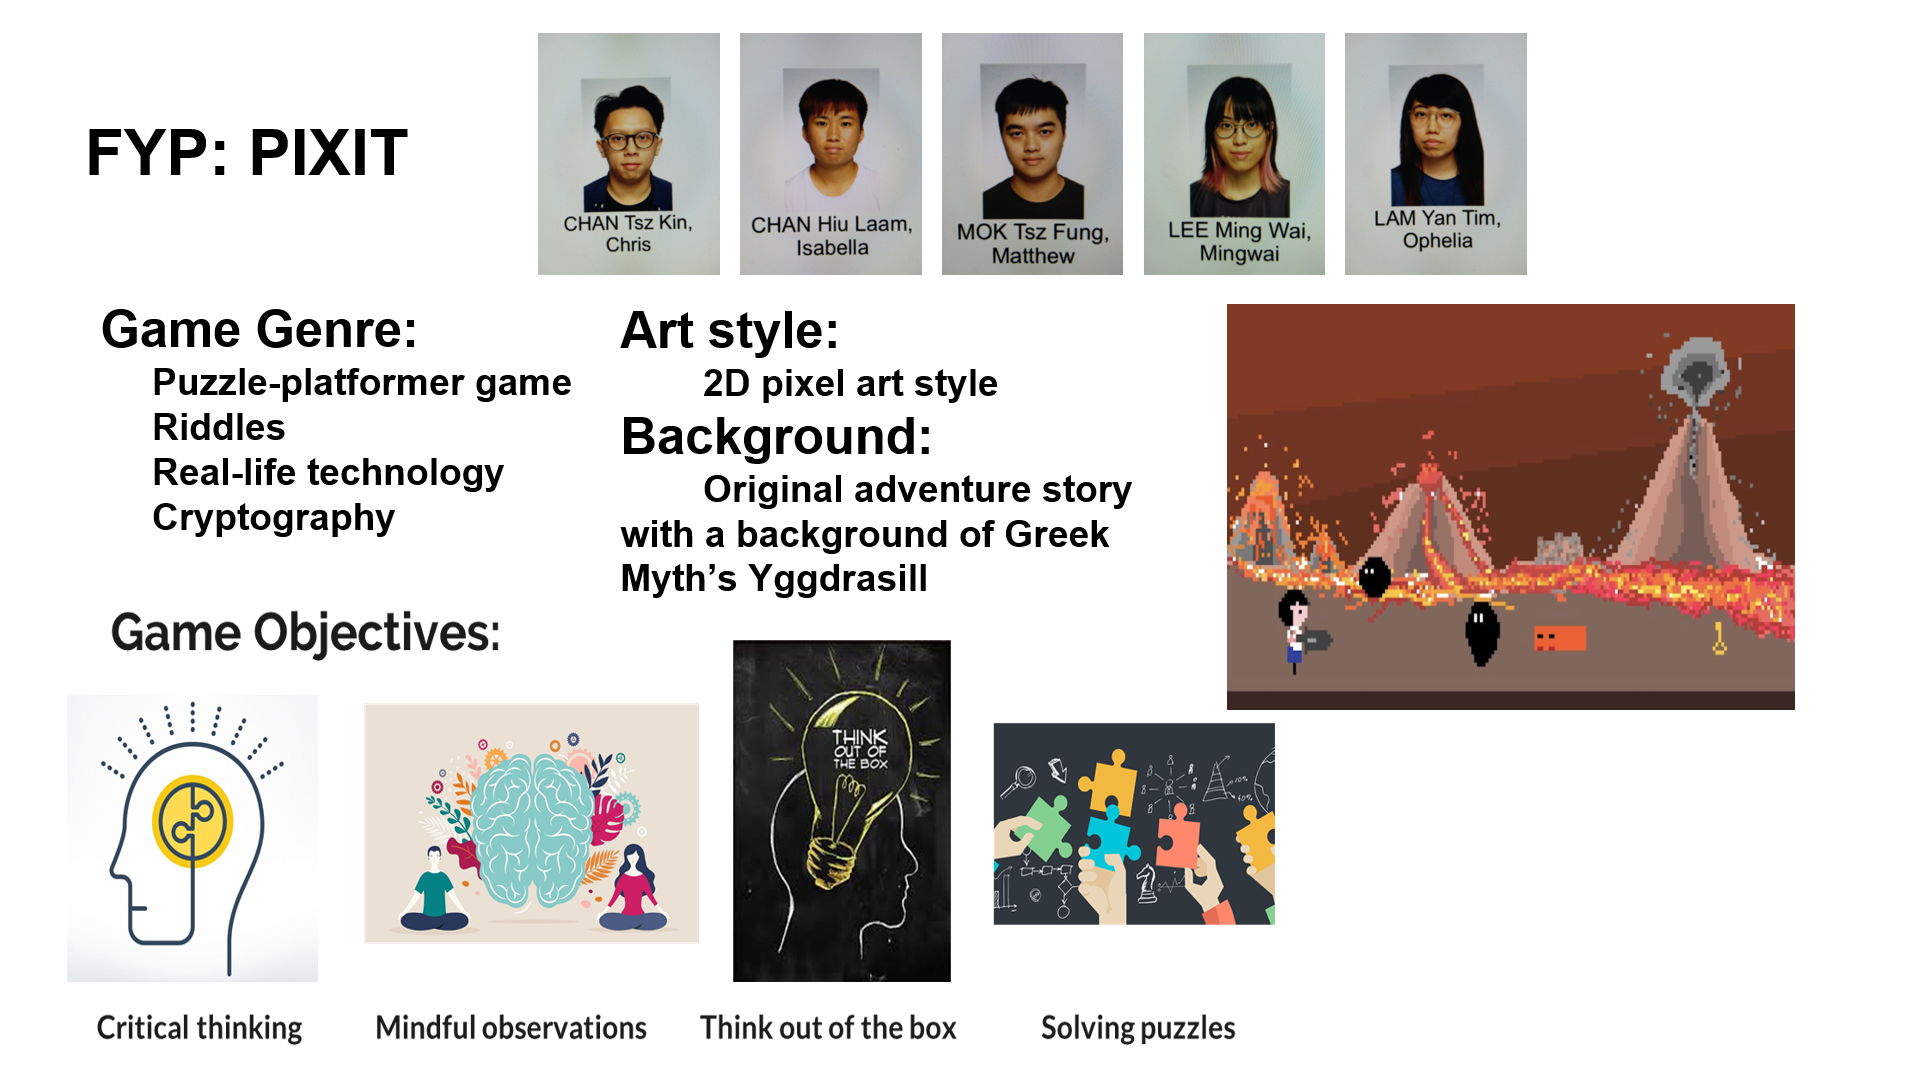 FYP: PIXIT
CHAN Tsz Kin,
Chris
CHAN Hiu Laam,
Isabella
MOK Tsz Fung,
Matthew
LEE Ming Wai,
Mingwai
LAM Yan Tim,
Ophelia
Game Genre:
Puzzle-platformer game
Riddles
Real-life technology
Cryptography
Art style:
2D pixel art style
Background:
Original adventure story
with a background of Greek
Myth’s Yggdrasill
Game Objectives:
THINK
OUT OF
THE BOX
10%
40%
Critical thinking
Mindful observations
Think out of the box
Solving puzzles